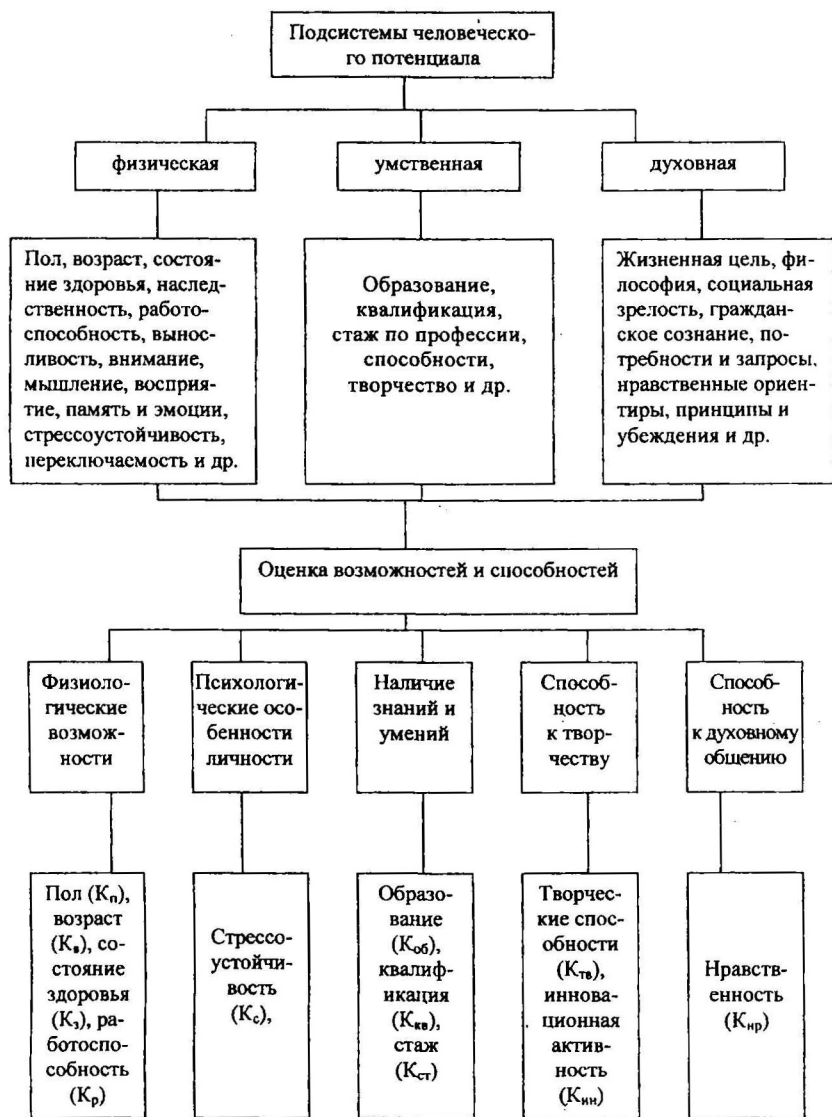 Подсистемы человеческо-
го потенциала
физическая
умственная
духовная
Пол, возраст, состоя-
ние здоровья, наслед-
ственность, работо-
способность, вынос-
ливость, внимание,
мышление, восприя-
тие, память и эмоции,
стрессоустойчивость,
переключаемость и др.
Образование,
квалификация,
стаж по профессии,
способности,
творчество и др.
Жизненная цель, фи-
лософия, социальная
зрелость, граждан-
ское сознание, по-
требности и запросы,
нравственные ориен-
тиры, принципы и
убеждения и др.
Оценка возможностей и способностей
Физиоло-
гические
возмож-
ности
Психологи-
ческие осо-
бенности
личности
Наличие
знаний и
умений
Способ-
ность
к твор-
честву
Способ-
ность
к духовному
общению
Пол (Кп),
возраст
(Кв), со-
стояние
здоровья
(Кз), ра-
ботоспо-
собность
(Кр)
Стрессо-
устойчи-
вость
(Кс),
Образо-
вание
(Коб),
квалиф-
икация
(Ккв),
стаж
(Кст)
Творчес-
кие спос-
обности
(Ктв),
иннова-
ционная
актив-
ность
(Кин)
Нравств-
енность
(Кнр)